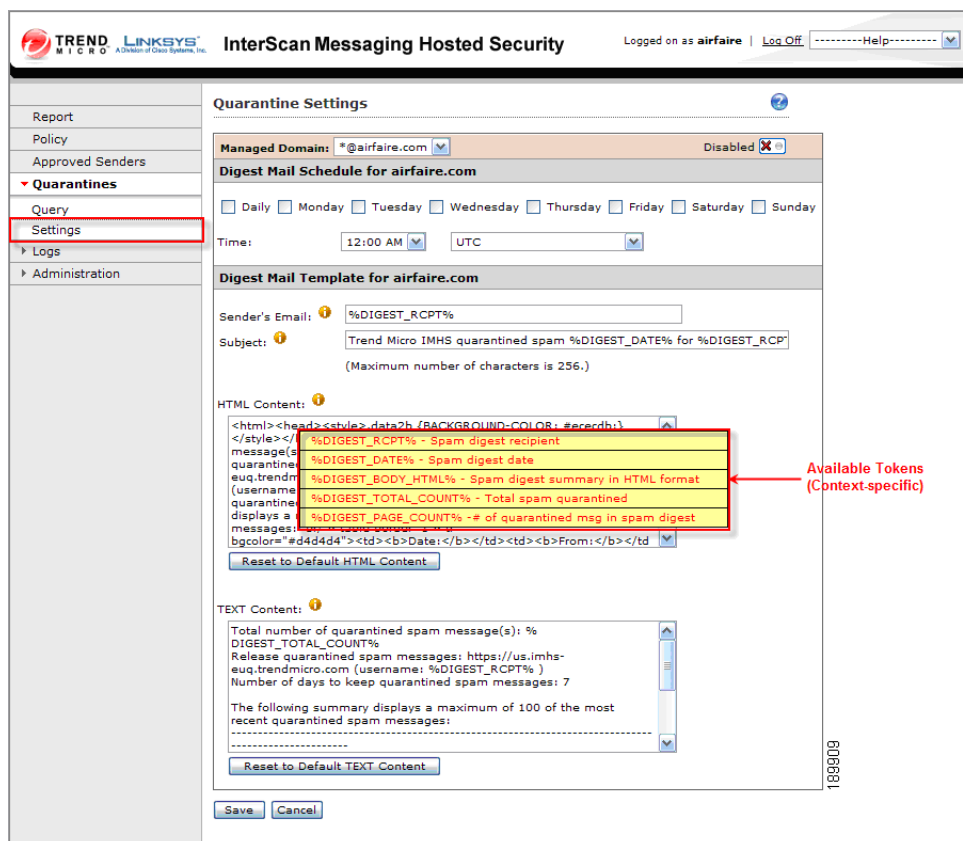 TREND MICRO
LINKSYS®
A Division of Cisco Systems, Inc.
InterScan Messaging Hosted Security
Logged on as airfaire | Log Off
---------Help---------
Report
Policy
Approved Senders
Quarantines
Query
Settings
Logs
Administration
Quarantine Settings
Managed Domain: *@airfaire.com
Disabled
Digest Mail Schedule for airfaire.com
Daily Monday Tuesday Wednesday Thursday Friday Saturday Sunday
Time: 12:00 AM UTC
Digest Mail Template for airfaire.com
Sender's Email: %DIGEST_RCPT%
Subject: Trend Micro IMHS quarantined spam %DIGEST_DATE% for %DIGEST_RCP
(Maximum number of characters is 256.)
HTML Content:
<html><head><style>.data2b {BACKGROUND-COLOR: #ececdb;}
</style></
message(s
quarantined
euq.trendm
(username
quarantine
displays a
messages:
bgcolor="#d4d4d4"><td><b>Date:</b></td><td><b>From:</b></td
%DIGEST_RCPT% - Spam digest recipient
%DIGEST_DATE% - Spam digest date
%DIGEST_BODY_HTML% - Spam digest summary in HTML format
%DIGEST_TOTAL_COUNT% - Total spam quarantined
%DIGEST_PAGE_COUNT% -# of quarantined msg in spam digest
Available Tokens
(Context-specific)
Reset to Default HTML Content
TEXT Content:
Total number of quarantined spam message(s): %
DIGEST_TOTAL_COUNT%
Release quarantined spam messages: https://us.imhs-
euq.trendmicro.com (username: %DIGEST_RCPT% )
Number of days to keep quarantined spam messages: 7
The following summary displays a maximum of 100 of the most
recent quarantined spam messages:
--------------------------------------------------------------------------------
----------------------
Reset to Default TEXT Content
Save Cancel
189909